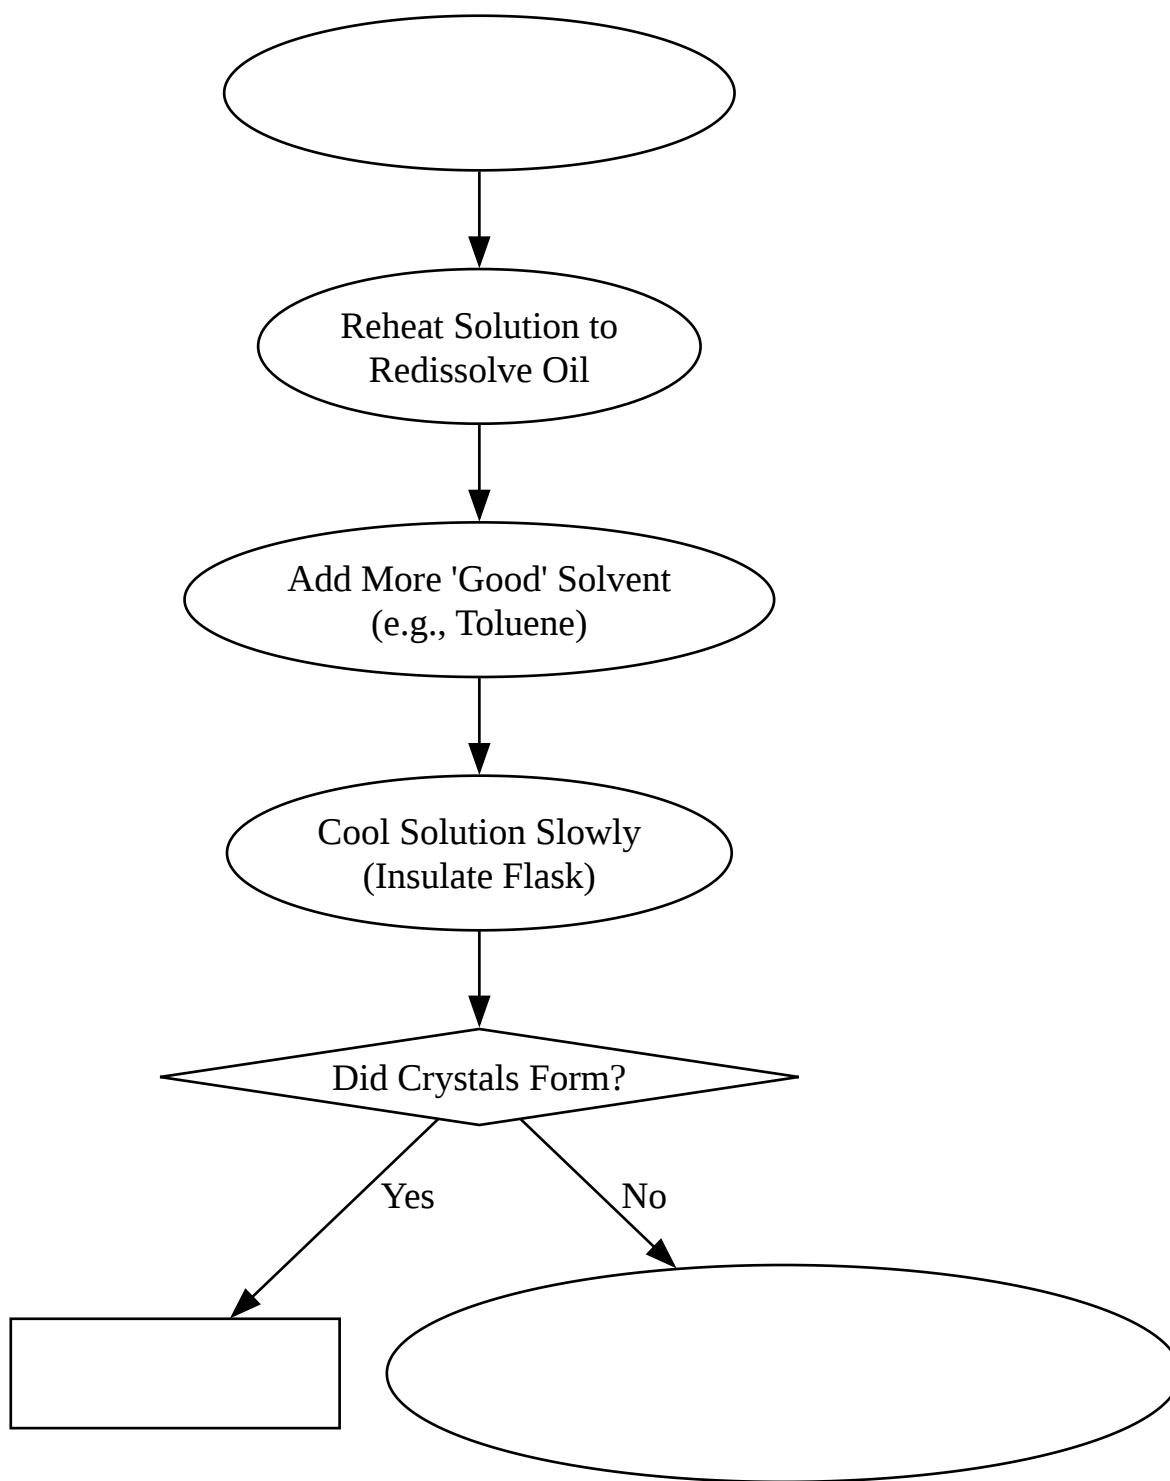 Reheat Solution to
Redissolve Oil
Add More 'Good' Solvent
(e.g., Toluene)
Cool Solution Slowly
(Insulate Flask)
Did Crystals Form?
Yes
No